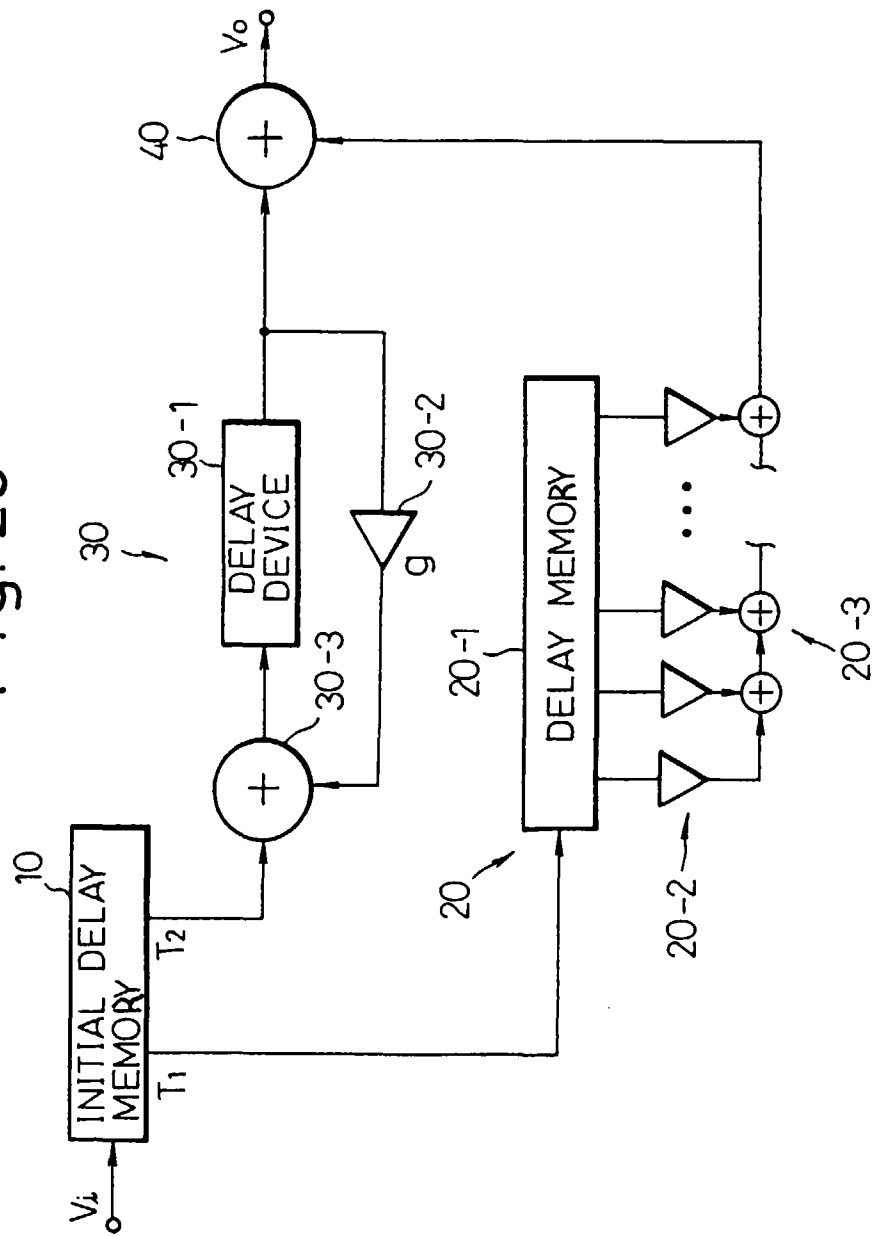 Vi
10
INITIAL DELAY
MEMORY
T1
T2
30
30-3
30-1
DELAY
DEVICE
30-2
g
40
+
+
Vo
20
20-1
DELAY MEMORY
20-2
+
+
...
+
20-3